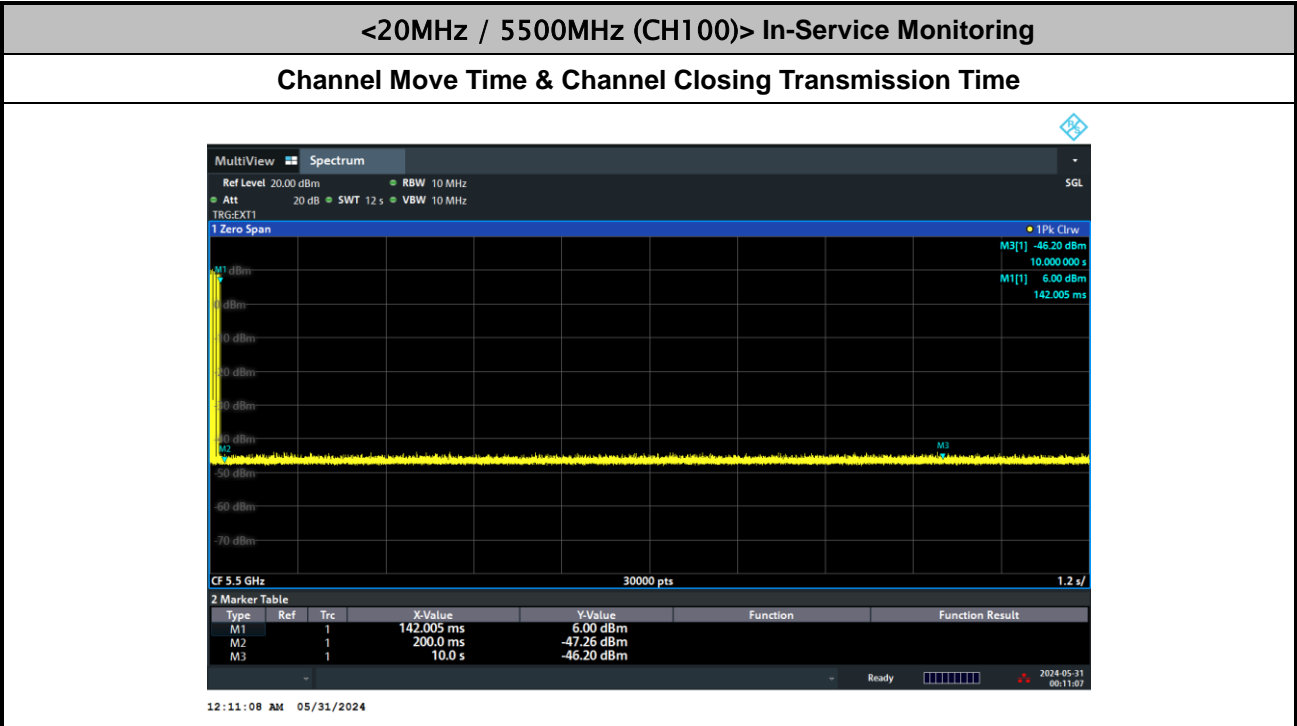 <20MHz / 5500MHz (CH100)> In-Service Monitoring
Channel Move Time & Channel Closing Transmission Time
R S
MultiView Spectrum
Ref Level 20.00 dBm RBW 10 MHz SGL
Att 20 dB SWT 12 s VBW 10 MHz
TRG:EXT1
1 Zero Span 1Pk Clrw
M3[1] -46.20 dBm
10.000 000 s
M1 dBm M1[1] 6.00 dBm
142.005 ms
0 dBm
-10 dBm
-20 dBm
-30 dBm
-40 dBm
M2 M3
-50 dBm
-60 dBm
-70 dBm
CF 5.5 GHz 30000 pts 1.2 s/
2 Marker Table
Type Ref Trc X-Value Y-Value Function Function Result
M1 1 142.005 ms 6.00 dBm
M2 1 200.0 ms -47.26 dBm
M3 1 10.0 s -46.20 dBm
Ready 2024-05-31
00:11:07
12:11:08 AM 05/31/2024